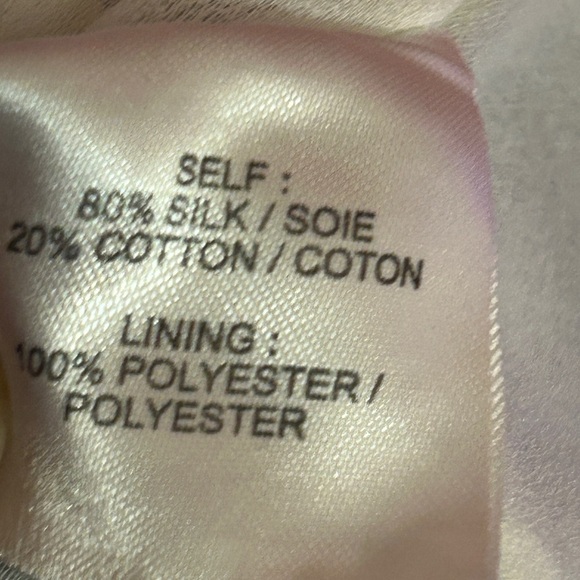 SELF :
80% SILK / SOIE
20% COTTON / COTON
LINING :
100% POLYESTER /
POLYESTER